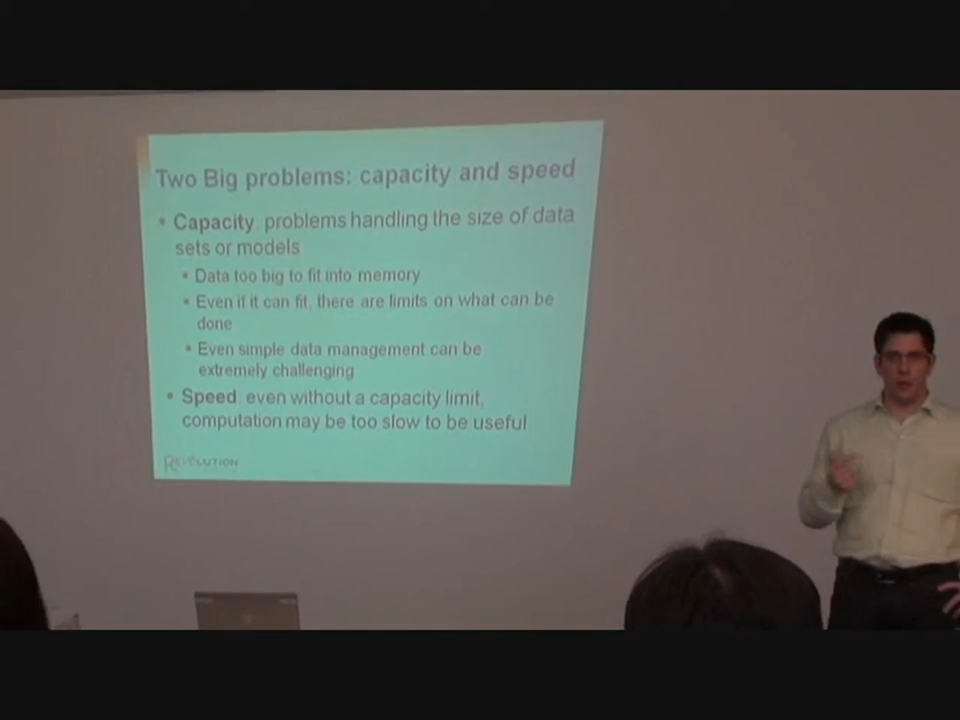 Two Big problems: capacity and speed
Capacity: problems handling the size of data
sets or models
Data too big to fit into memory
Even if it can fit, there are limits on what can be
done
Even simple data management can be
extremely challenging
Speed: even without a capacity limit,
computation may be too slow to be useful
REVOLUTION